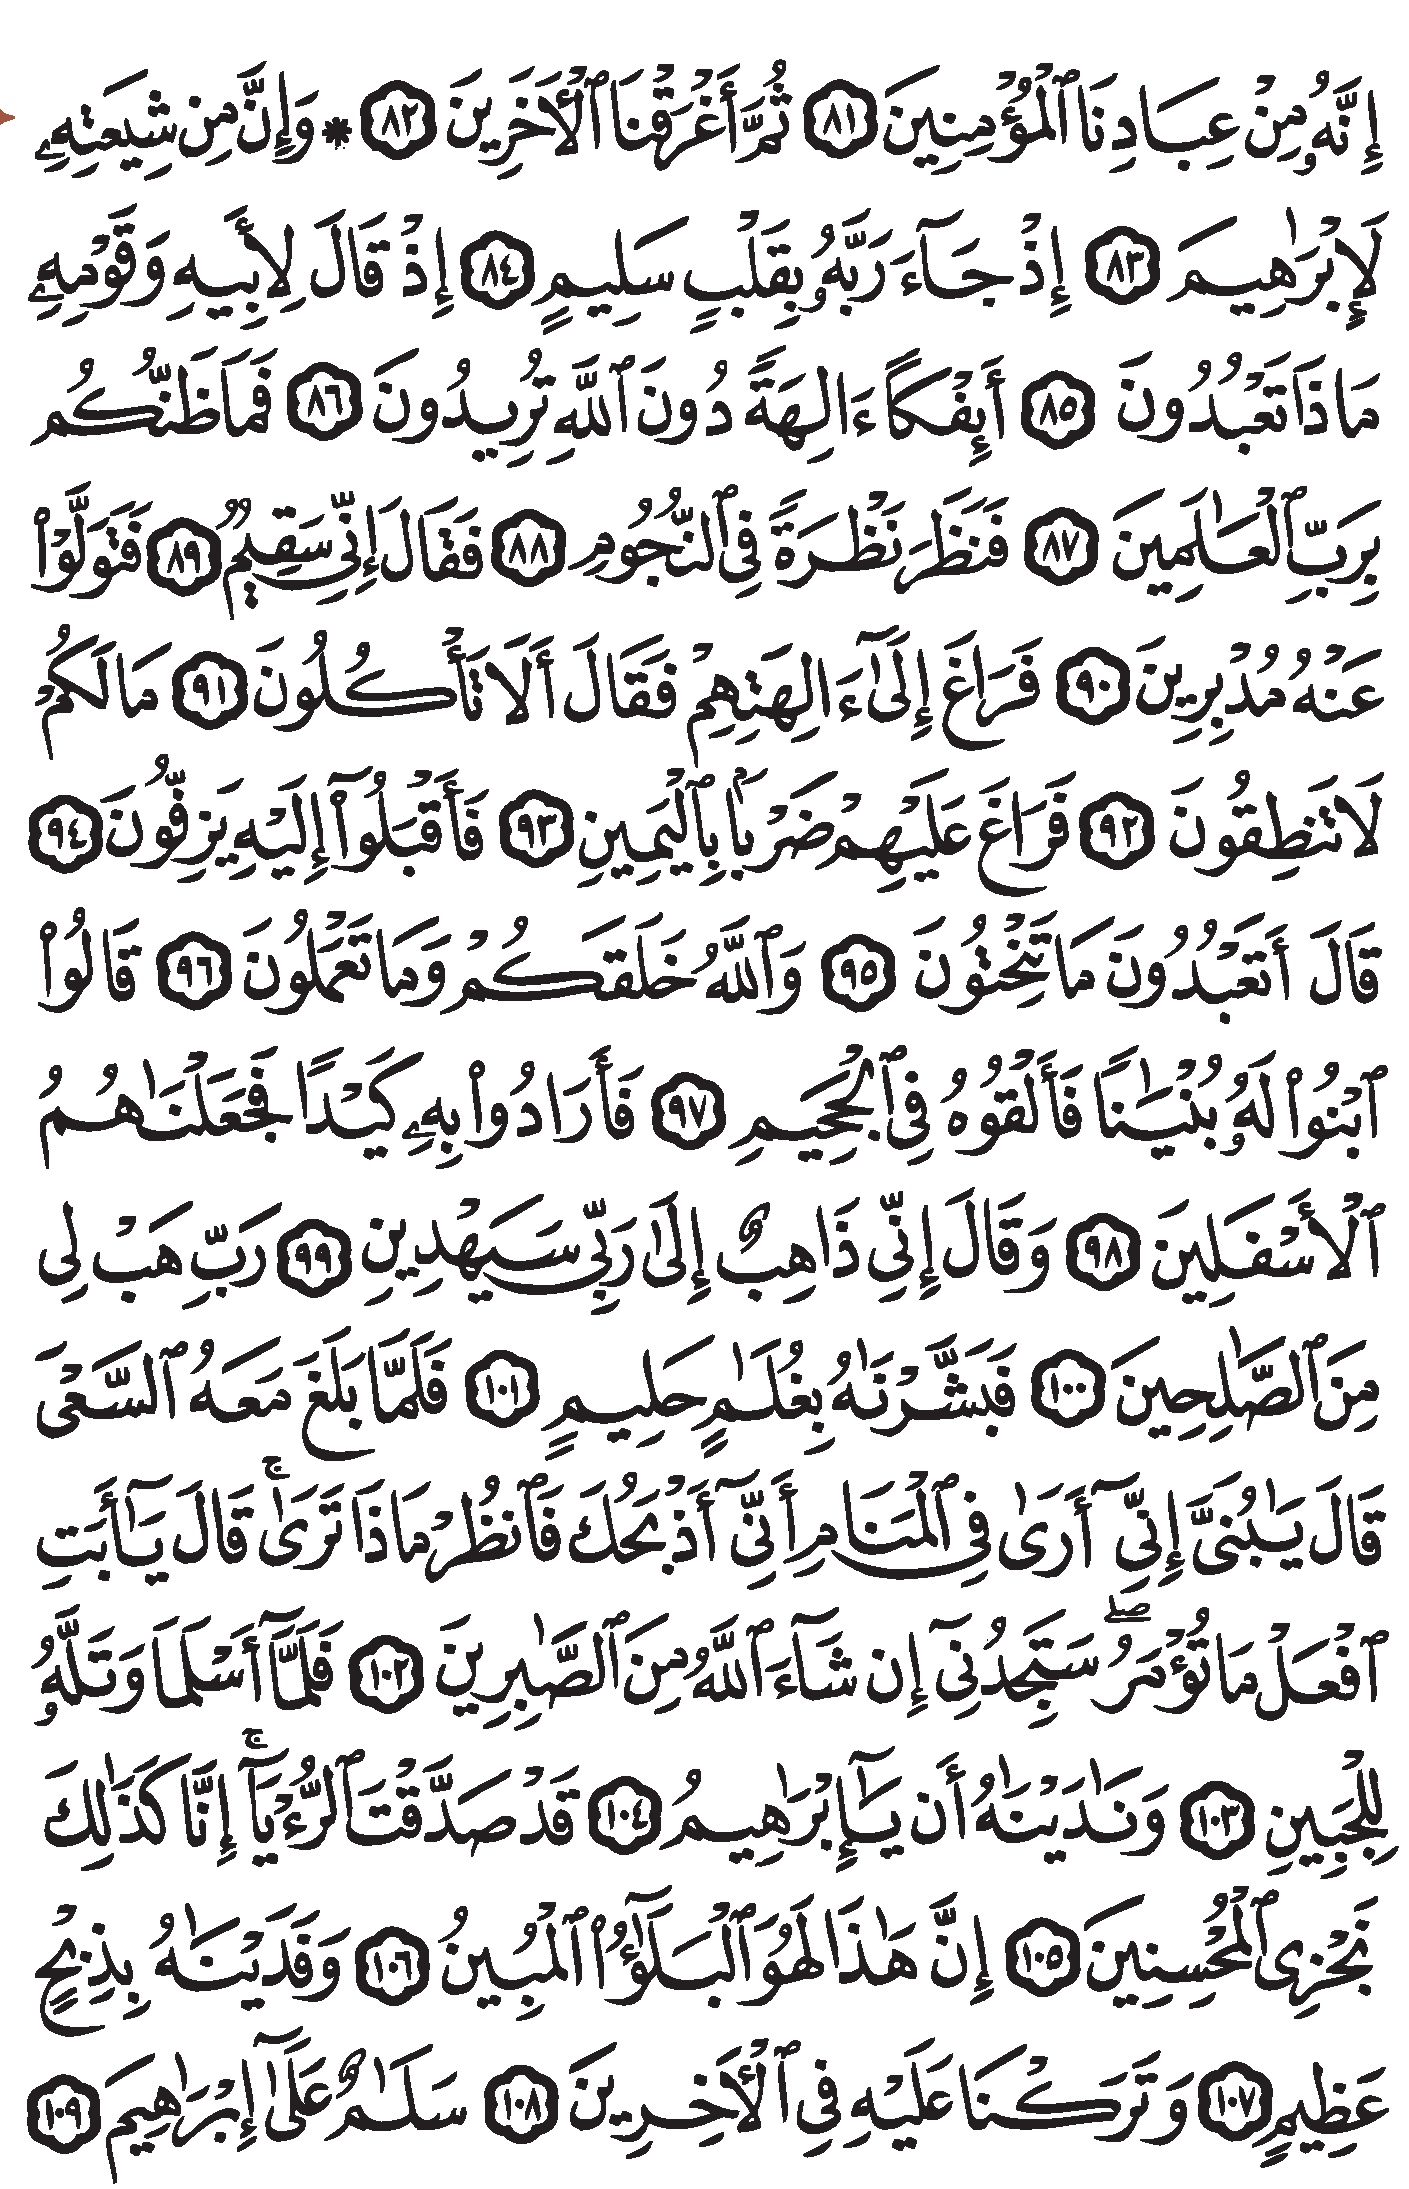 إِنَّهُۥ مِنْ عِبَادِنَا ٱلْمُؤْمِنِينَ ٨١ ثُمَّ أَغْرَقْنَا ٱلْأَخَرِينَ ٨٢ * وَإِنَّ مِن شِيعَتِهِۦ
لَإِبْرَٰهِيمَ ٨٣ إِذْ جَآءَ رَبَّهُۥ بِقَلْبٍ سَلِيمٍ ٨٤ إِذْ قَالَ لِأَبِيهِ وَقَوْمِهِۦ
مَاذَا تَعْبُدُونَ ٨٥ أَئِفْكًا ءَالِهَةً دُونَ ٱللَّهِ تُرِيدُونَ ٨٦ فَمَا ظَنُّكُم
بِرَبِّ ٱلْعَٰلَمِينَ ٨٧ فَنَظَرَ نَظْرَةً فِى ٱلنُّجُومِ ٨٨ فَقَالَ إِنِّى سَقِيمٌ ٨٩ فَتَوَلَّوْا۟
عَنْهُ مُدْبِرِينَ ٩٠ فَرَاغَ إِلَىٰٓ ءَالِهَتِهِمْ فَقَالَ أَلَا تَأْكُلُونَ ٩١ مَا لَكُمْ
لَا تَنطِقُونَ ٩٢ فَرَاغَ عَلَيْهِمْ ضَرْبًۢا بِٱلْيَمِينِ ٩٣ فَأَقْبَلُوٓا۟ إِلَيْهِ يَزِفُّونَ ٩٤
قَالَ أَتَعْبُدُونَ مَا تَنْحِتُونَ ٩٥ وَٱللَّهُ خَلَقَكُمْ وَمَا تَعْمَلُونَ ٩٦ قَالُوا۟
ٱبْنُوا۟ لَهُۥ بُنْيَٰنًا فَأَلْقُوهُ فِى ٱلْجَحِيمِ ٩٧ فَأَرَادُوا۟ بِهِۦ كَيْدًا فَجَعَلْنَٰهُمُ
ٱلْأَسْفَلِينَ ٩٨ وَقَالَ إِنِّى ذَاهِبٌ إِلَىٰ رَبِّى سَيَهْدِينِ ٩٩ رَبِّ هَبْ لِى
مِنَ ٱلصَّٰلِحِينَ ١٠٠ فَبَشَّرْنَٰهُ بِغُلَٰمٍ حَلِيمٍ ١٠١ فَلَمَّا بَلَغَ مَعَهُ ٱلسَّعْىَ
قَالَ يَٰبُنَىَّ إِنِّىٓ أَرَىٰ فِى ٱلْمَنَامِ أَنِّىٓ أَذْبَحُكَ فَٱنظُرْ مَاذَا تَرَىٰ ۚ قَالَ يَٰٓأَبَتِ
ٱفْعَلْ مَا تُؤْمَرُ ۖ سَتَجِدُنِىٓ إِن شَآءَ ٱللَّهُ مِنَ ٱلصَّٰبِرِينَ ١٠٢ فَلَمَّآ أَسْلَمَا وَتَلَّهُۥ
لِلْجَبِينِ ١٠٣ وَنَٰدَيْنَٰهُ أَن يَٰٓإِبْرَٰهِيمُ ١٠٤ قَدْ صَدَّقْتَ ٱلرُّءْيَآ ۚ إِنَّا كَذَٰلِكَ
نَجْزِى ٱلْمُحْسِنِينَ ١٠٥ إِنَّ هَٰذَا لَهُوَ ٱلْبَلَٰٓؤُا۟ ٱلْمُبِينُ ١٠٦ وَفَدَيْنَٰهُ بِذِبْحٍ
عَظِيمٍ ١٠٧ وَتَرَكْنَا عَلَيْهِ فِى ٱلْأَخِرِينَ ١٠٨ سَلَٰمٌ عَلَىٰٓ إِبْرَٰهِيمَ ١٠٩